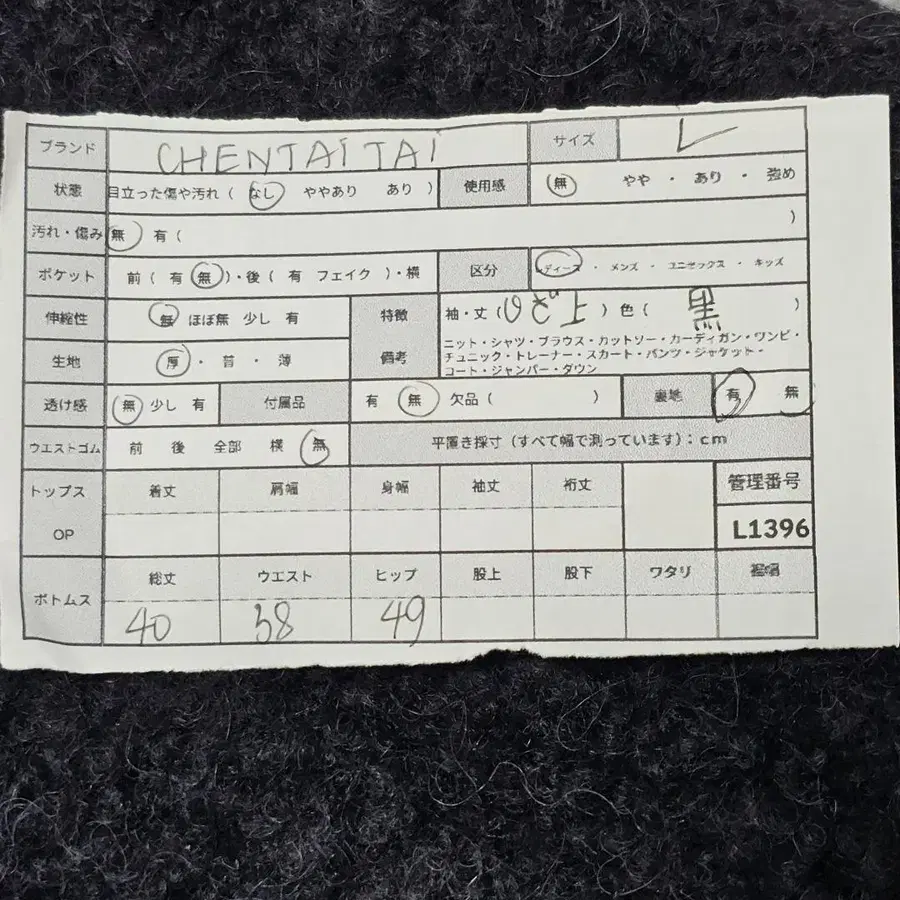 ブランド CHENTAI TAI サイズ L
状態 目立った傷や汚れ ( なし ややあり あり ) 使用感 無 やや ・ あり ・ 強め
汚れ・傷み 無 有 ( )
ポケット 前 ( 有 無 ) ・後 ( 有 フェイク ) ・横 区分 レディース ・ メンズ ・ ユニセックス ・ キッズ
伸縮性 無 ほぼ無 少し 有 特徴 袖・丈 (ひざ上) 色 ( 黒 )
生地 厚 ・ 普 ・ 薄 備考 ニット・シャツ・ブラウス・カットソー・カーディガン・ワンピ・
チュニック・トレーナー・スカート・パンツ・ジャケット・
コート・ジャンパー・ダウン
透け感 無 少し 有 付属品 有 無 欠品 ( ) 裏地 有 無
ウエストゴム 前 後 全部 横 無 平置き採寸 (すべて幅で測っています) : cm
トップス 着丈 肩幅 身幅 袖丈 裄丈 管理番号
OP L1396
ボトムス 総丈 ウエスト ヒップ 股上 股下 ワタリ
40 38 49